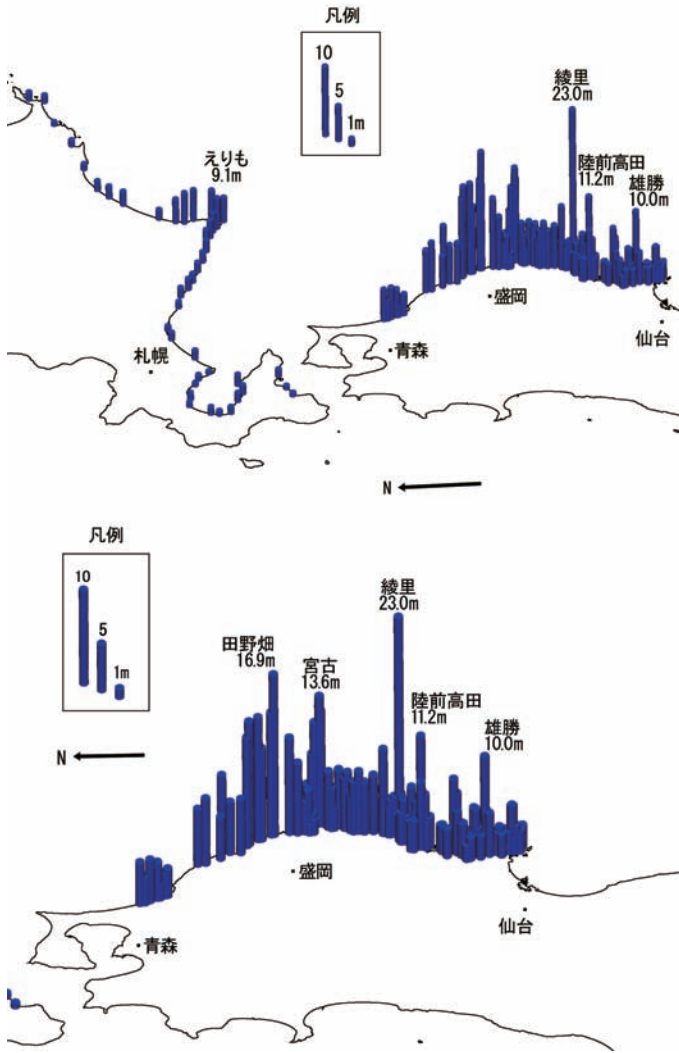 凡例
10
5
1m
えりも
9.1m
綾里
23.0m
陸前高田
11.2m
雄勝
10.0m
盛岡
仙台
青森
札幌
N
凡例
10
5
1m
綾里
23.0m
田野畑
16.9m
宮古
13.6m
陸前高田
11.2m
雄勝
10.0m
N
盛岡
仙台
青森